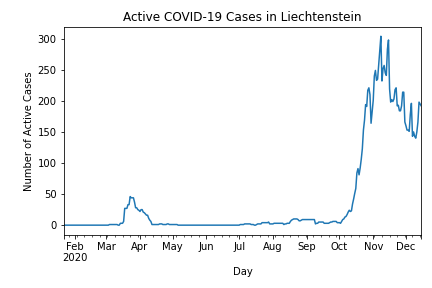 Active COVID-19 Cases in Liechtenstein
300
250
200
150
100
50
0
Number of Active Cases
Feb Mar Apr May Jun Jul Aug Sep Oct Nov Dec
2020
Day